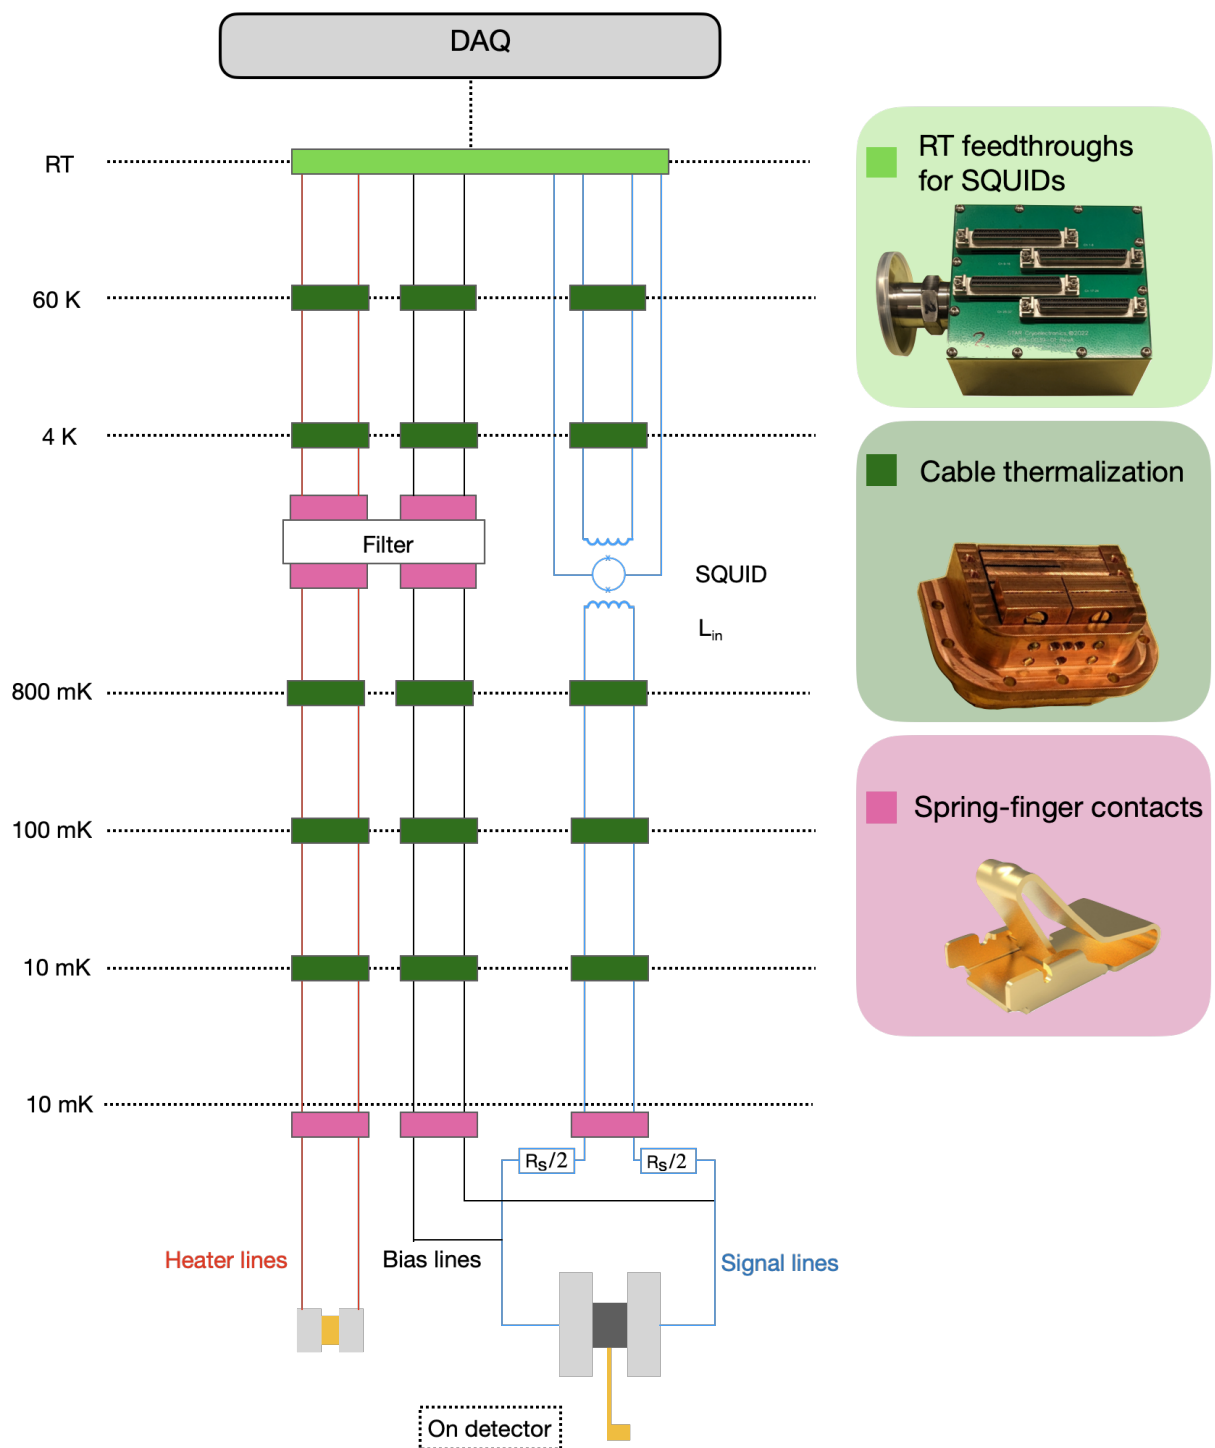 DAQ
RT
RT feedthroughs
for SQUIDs
60 K
4 K
Cable thermalization
Filter
SQUID
L_in
800 mK
Spring-finger contacts
100 mK
10 mK
10 mK
R_S/2
R_S/2
Heater lines
Bias lines
Signal lines
On detector